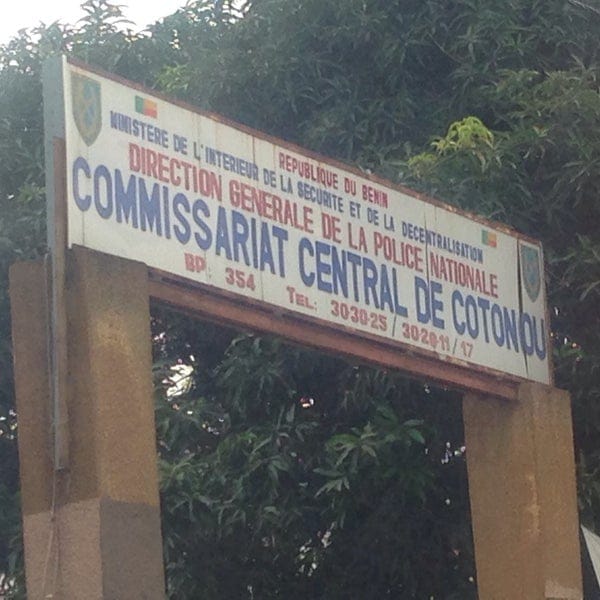 REPUBLIQUE DU BENIN
MINISTERE DE L'INTERIEUR DE LA SECURITE ET DE LA DECENTRALISATION
DIRECTION GENERALE DE LA POLICE NATIONALE
COMMISSARIAT CENTRAL DE COTONOU
BP: 354 TEL: 30-30-25 / 30-20-11 / 17